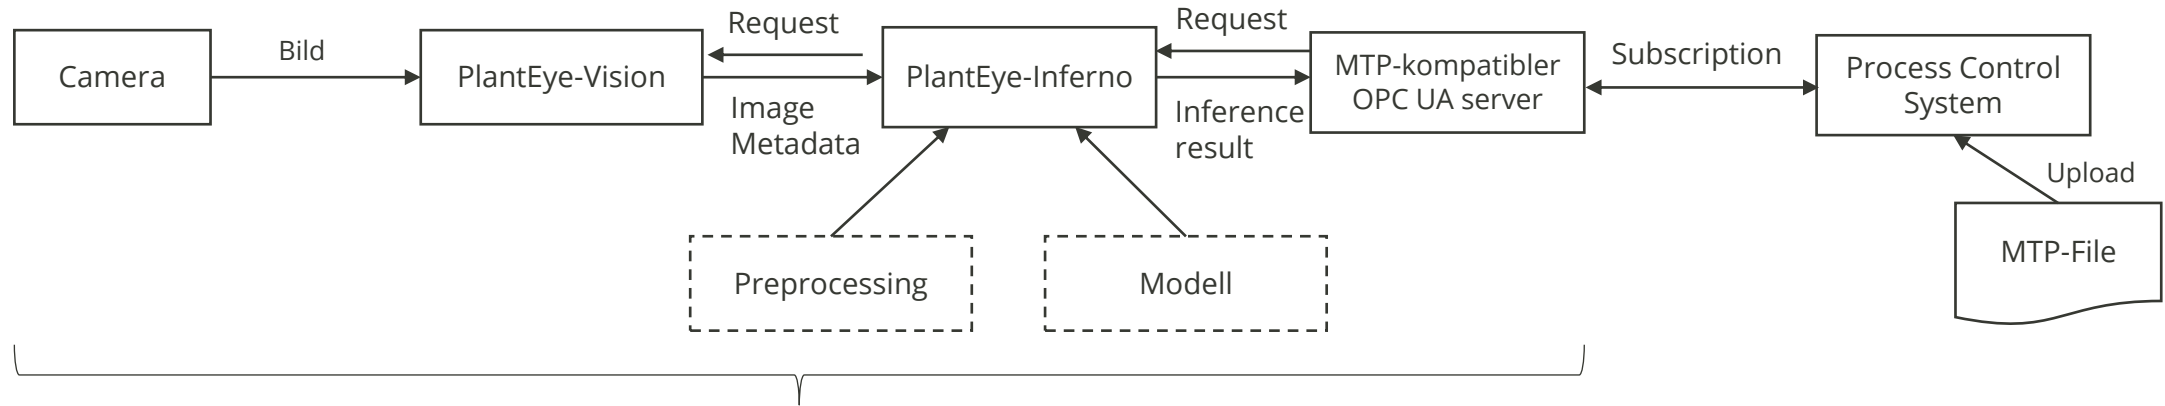 Camera
Bild
PlantEye-Vision
Request
Image
Metadata
PlantEye-Inferno
Request
Inference
result
MTP-kompatibler
OPC UA server
Subscription
Process Control
System
Upload
MTP-File
Preprocessing
Modell